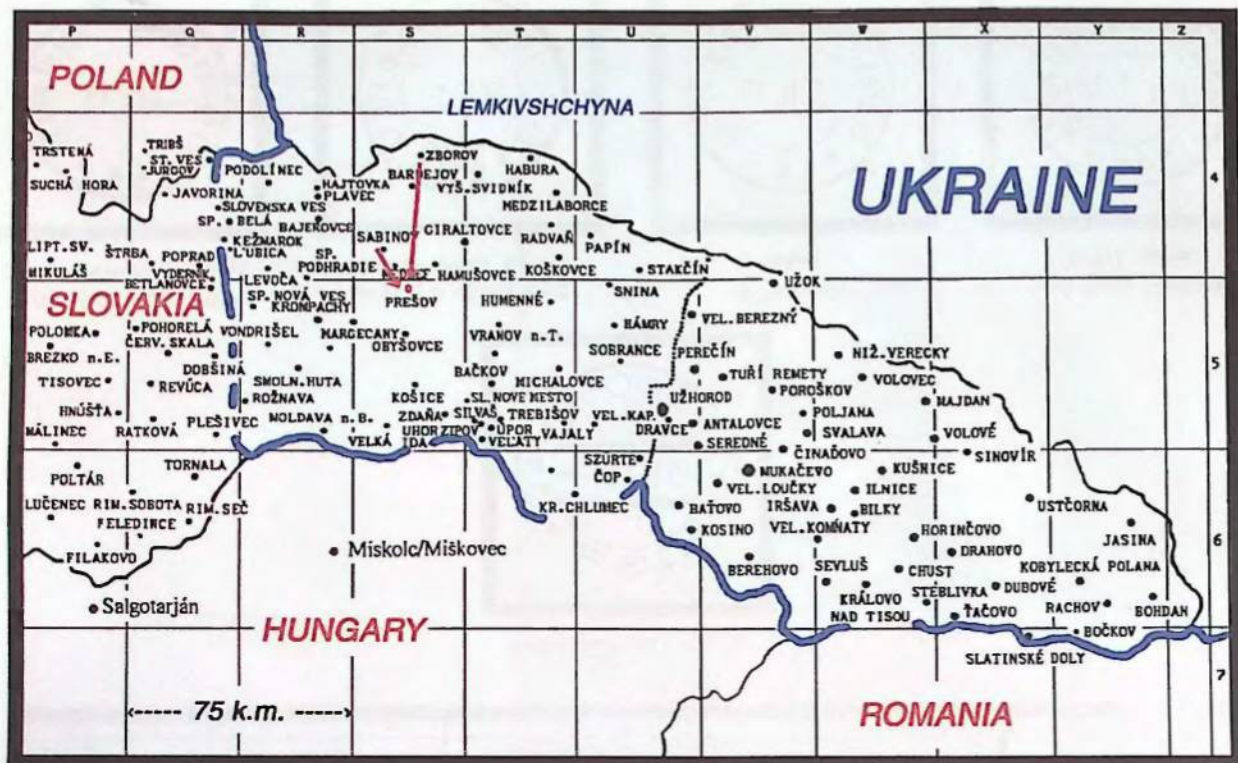 P Q R S T U V W X Y Z
POLAND
LEMKIVSHCHYNA
UKRAINE
4
TRSTENÁ
TRIBŠ
ST. VES
JURGOV
SUCHÁ HORA
JAVORINA
PODOLÍNEC
HAJTOVKA
PLAVEC
ZBOROV
BARDEJOV
HABURA
VYŠ.SVIDNÍK
MEDZILABORCE
SLOVENSKA VES
SP. BELÁ
BAJEROVCE
KEŽMAROK
ĽUBICA
SABINOV
GIRALTOVCE
RADVAŇ
PAPÍN
LIPT.SV.
MIKULÁŠ
ŠTRBA
POPRAD
VYDERNÍK
BETLANOVCE
LEVOČA
SP.
PODHRADIE
HAMUŠOVCE
KOŠKOVCE
STAKČÍN
UŽOK
SLOVAKIA
SP. NOVÁ VES
KROMPACHY
PREŠOV
HUMENNÉ
SNINA
POLOMKA
POHORELÁ
VONDRIŠEL
MARGECANY
OBYŠOVCE
VRANOV n.T.
HÁMRY
VEL.BEREZNÝ
BREZKO n.E.
ČERV.SKALA
DOBŠINÁ
SOBRANCE
PEREČÍN
NIŽ.VERECKY
5
TISOVEC
REVÚCA
SMOLN.HUTA
BAČKOV
MICHALOVCE
TUŘÍ REMETY
VOLOVEC
ROŽNAVA
KOŠICE
SL.NOVE MESTO
UŽHOROD
POROŠKOV
MAJDAN
HNÚŠŤA
MOLDAVA n.B.
ZDAŇA
SILVAŠ
TREBIŠOV
VEL.KAP.
POLJANA
MÁLINEC
RATKOVÁ
PLEŠIVEC
VELKÁ
IDA
UHORZIPOV
ÚPOR
VEĽATY
VAJALY
DRAVCE
ANTALOVCE
SVALAVA
VOLOVÉ
SEREDNÉ
SINOVÍR
POLTÁR
TORNALA
SZÜRTE
ČOP
ČINAĎOVO
MUKAČEVO
KUŠNICE
VEL.LOUČKY
ILNICE
LUČENEC
RIM.SOBOTA
RIM.SEČ
FELEDINCE
KR.CHLUMEC
BAŤOVO
IRŠAVA
BILKY
USTČORNA
KOSINO
VEL.KOMŇATY
HORINČOVO
JASINA
6
FILAKOVO
Miskolc/Miškovec
DRAHOVO
BEREHOVO
SEVLUŠ
CHUST
KOBYLECKÁ POLANA
Salgotarján
KRÁLOVO
NAD TISOU
STEBLIVKA
DUBOVÉ
RACHOV
BOHDAN
ŤAČOVO
HUNGARY
BOČKOV
SLATINSKÉ DOLY
7
75 k.m.
ROMANIA